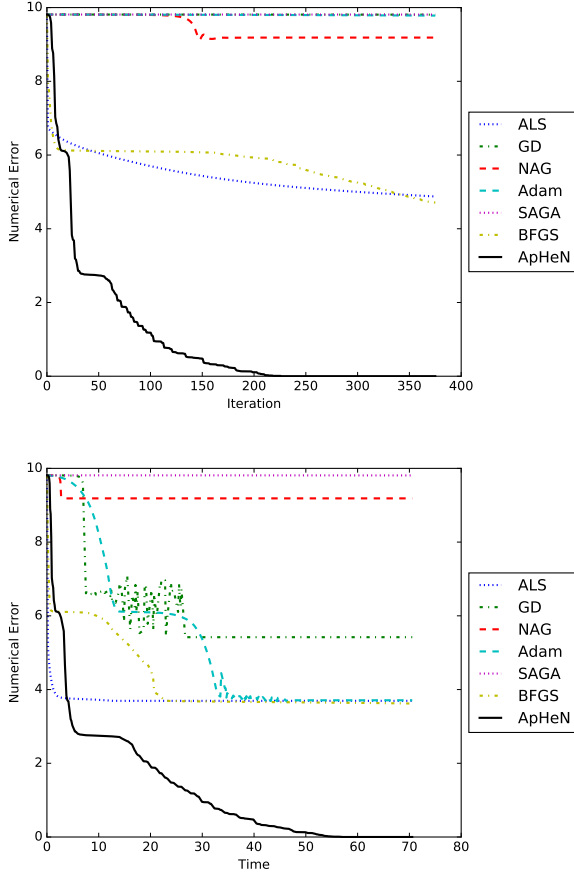 10
8
6
4
2
0
Numerical Error
0 50 100 150 200 250 300 350 400
Iteration
ALS
GD
NAG
Adam
SAGA
BFGS
ApHeN
10
8
6
4
2
0
Numerical Error
0 10 20 30 40 50 60 70 80
Time
ALS
GD
NAG
Adam
SAGA
BFGS
ApHeN